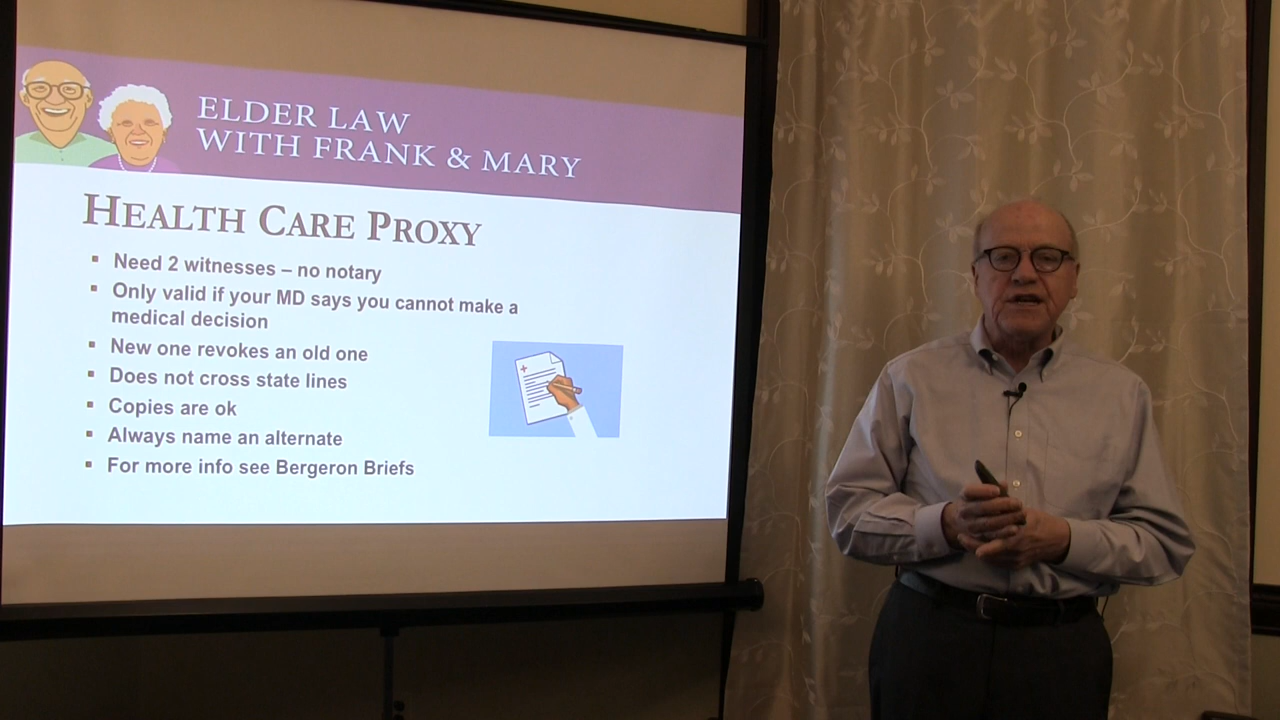 ELDER LAW
WITH FRANK & MARY
HEALTH CARE PROXY
▪ Need 2 witnesses – no notary
▪ Only valid if your MD says you cannot make a
medical decision
▪ New one revokes an old one
▪ Does not cross state lines
▪ Copies are ok
▪ Always name an alternate
▪ For more info see Bergeron Briefs